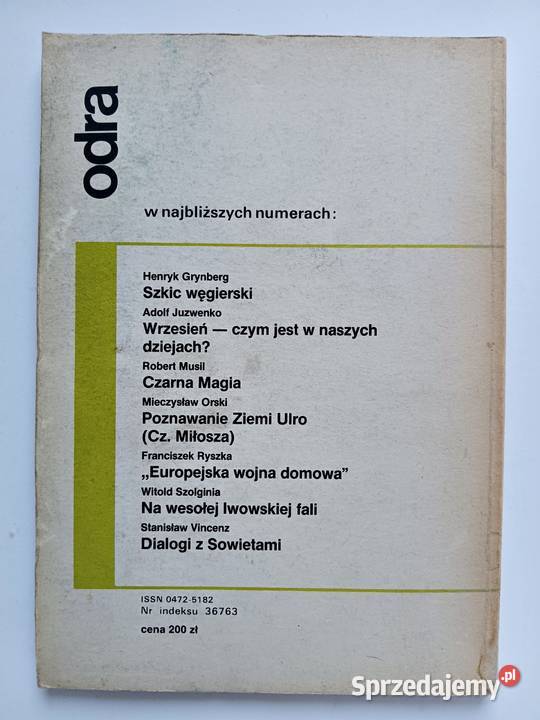 odra
w najbliższych numerach:
Henryk Grynberg
Szkic węgierski
Adolf Juzwenko
Wrzesień — czym jest w naszych
dziejach?
Robert Musil
Czarna Magia
Mieczysław Orski
Poznawanie Ziemi Ulro
(Cz. Miłosza)
Franciszek Ryszka
„Europejska wojna domowa”
Witold Szolginia
Na wesołej lwowskiej fali
Stanisław Vincenz
Dialogi z Sowietami
ISSN 0472-5182
Nr indeksu 36763
cena 200 zł
Sprzedajemy.pl